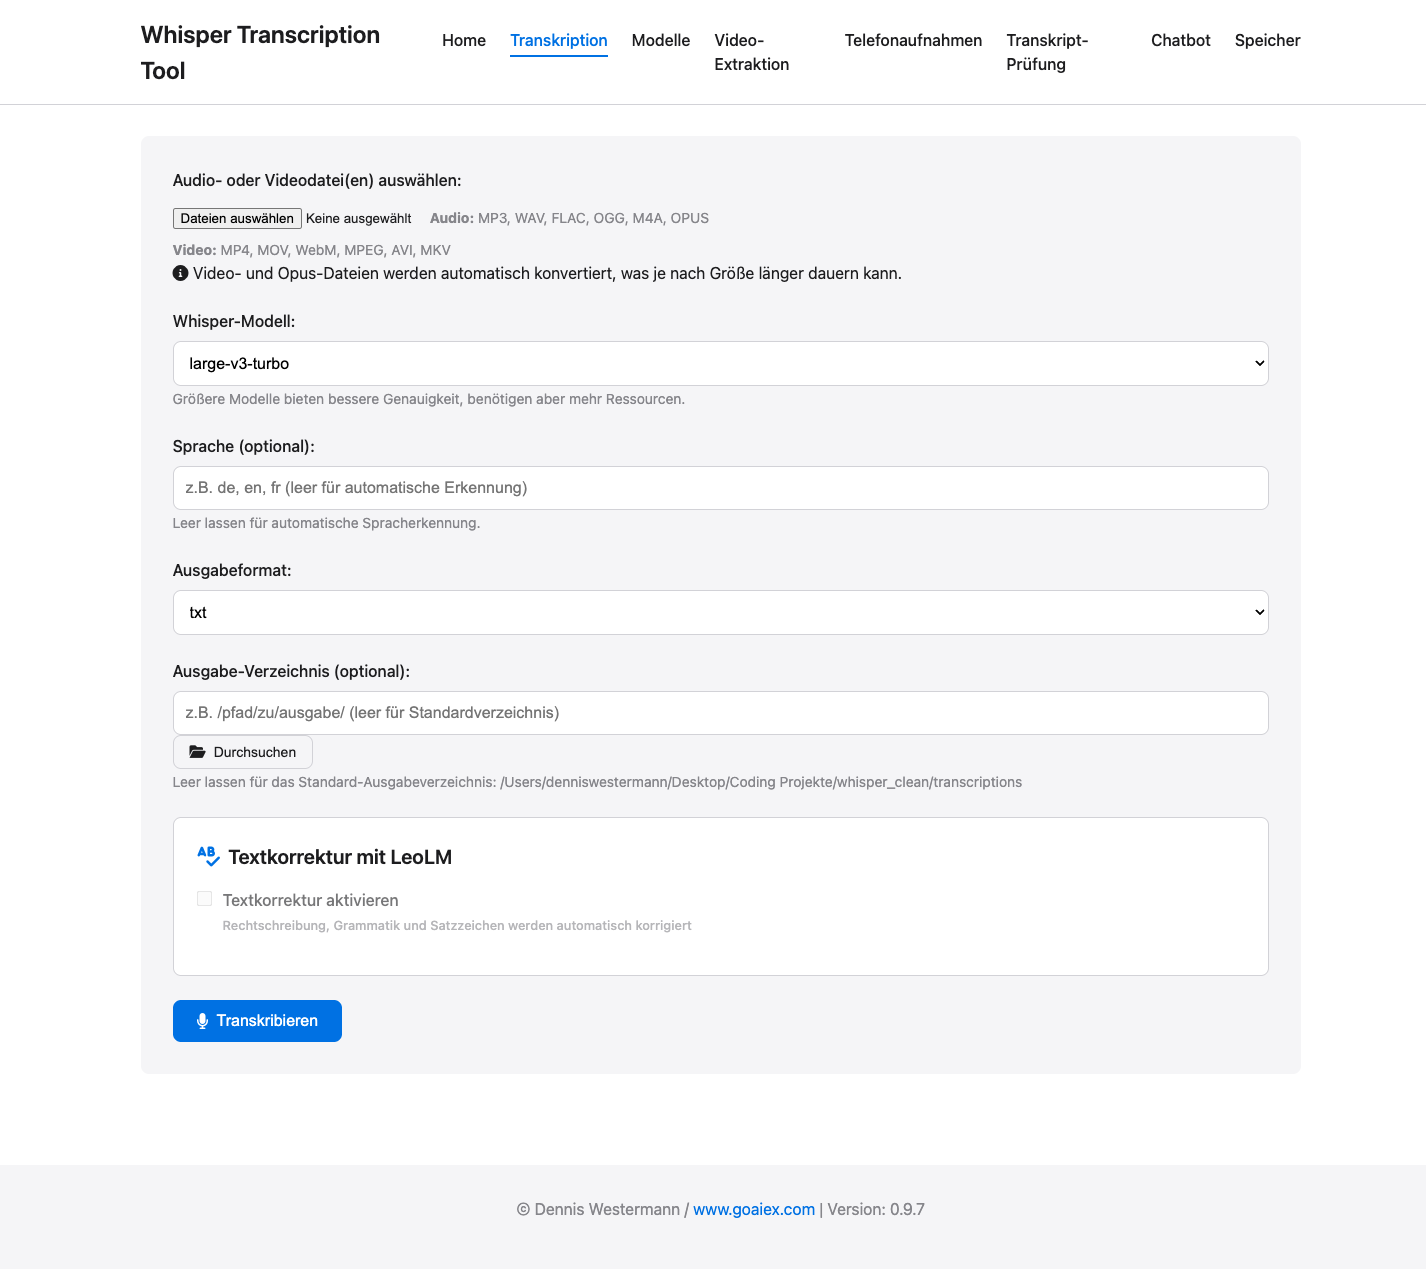 Whisper Transcription
Tool
Home
Transkription
Modelle
Video-
Extraktion
Telefonaufnahmen
Transkript-
Prüfung
Chatbot
Speicher
Audio- oder Videodatei(en) auswählen:
Dateien auswählen Keine ausgewählt Audio: MP3, WAV, FLAC, OGG, M4A, OPUS
Video: MP4, MOV, WebM, MPEG, AVI, MKV
Video- und Opus-Dateien werden automatisch konvertiert, was je nach Größe länger dauern kann.
Whisper-Modell:
large-v3-turbo
Größere Modelle bieten bessere Genauigkeit, benötigen aber mehr Ressourcen.
Sprache (optional):
z.B. de, en, fr (leer für automatische Erkennung)
Leer lassen für automatische Spracherkennung.
Ausgabeformat:
txt
Ausgabe-Verzeichnis (optional):
z.B. /pfad/zu/ausgabe/ (leer für Standardverzeichnis)
Durchsuchen
Leer lassen für das Standard-Ausgabeverzeichnis: /Users/denniswestermann/Desktop/Coding Projekte/whisper_clean/transcriptions
AB Textkorrektur mit LeoLM
Textkorrektur aktivieren
Rechtschreibung, Grammatik und Satzzeichen werden automatisch korrigiert
Transkribieren
© Dennis Westermann / www.goaiex.com | Version: 0.9.7